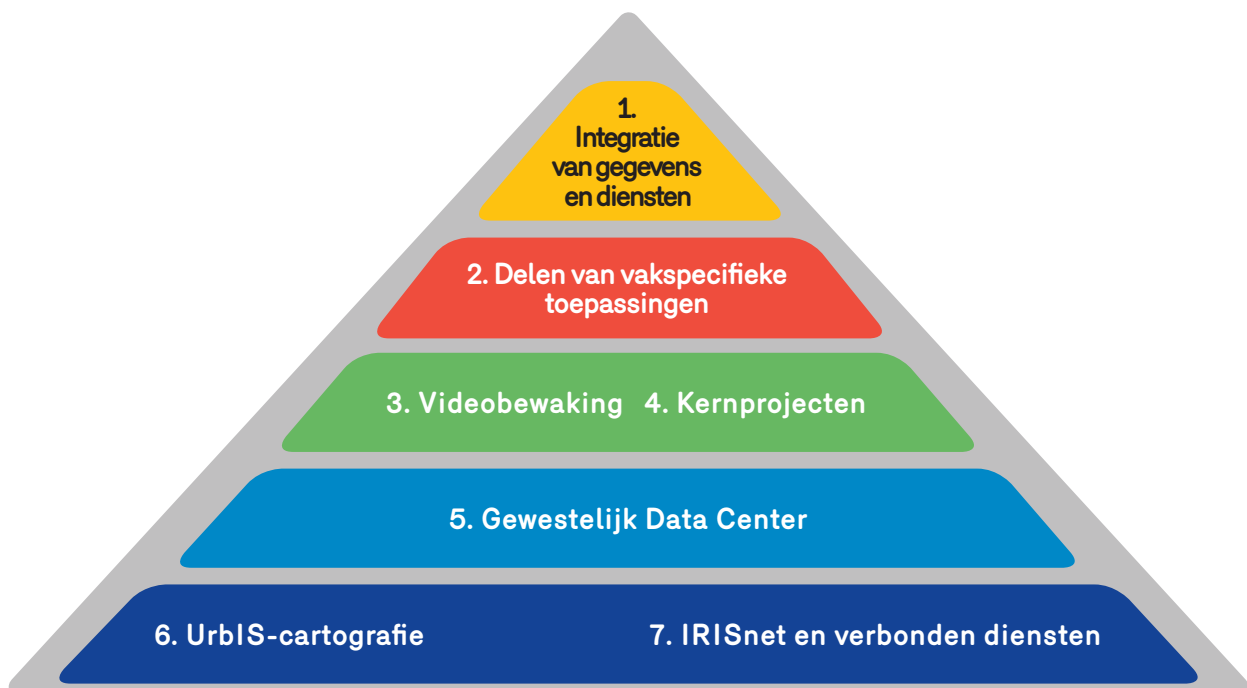 1.
Integratie
van gegevens
en diensten
2. Delen van vakspecifieke
toepassingen
3. Videobewaking 4. Kernprojecten
5. Gewestelijk Data Center
6. UrbIS-cartografie 7. IRISnet en verbonden diensten